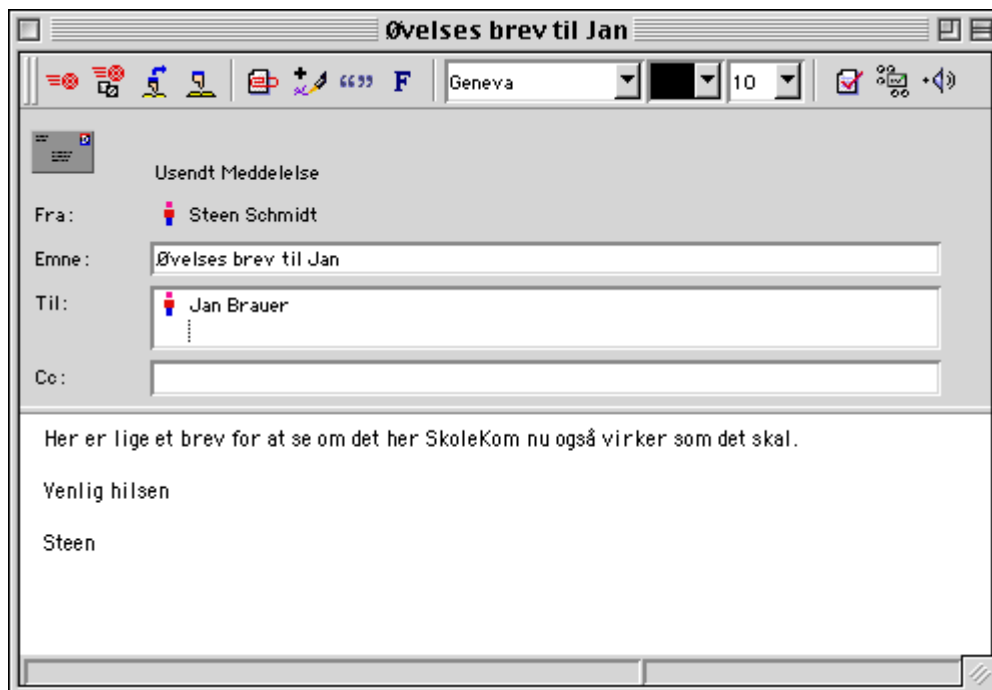 Øvelses brev til Jan
“” F Geneva 10
Usendt Meddelelse
Fra: Steen Schmidt
Emne: Øvelses brev til Jan
Til: Jan Brauer
Cc:
Her er lige et brev for at se om det her SkoleKom nu også virker som det skal.
Venlig hilsen
Steen